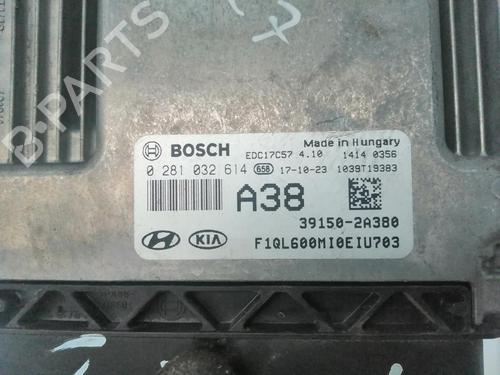 BOSCH
EDC17C57 4.10
Made in Hungary
1414 0356
0 281 032 614
658
17-10-23
1039T19383
A38
39150-2A380
KIA
F1QL600MI0EIU703
B-PARTS